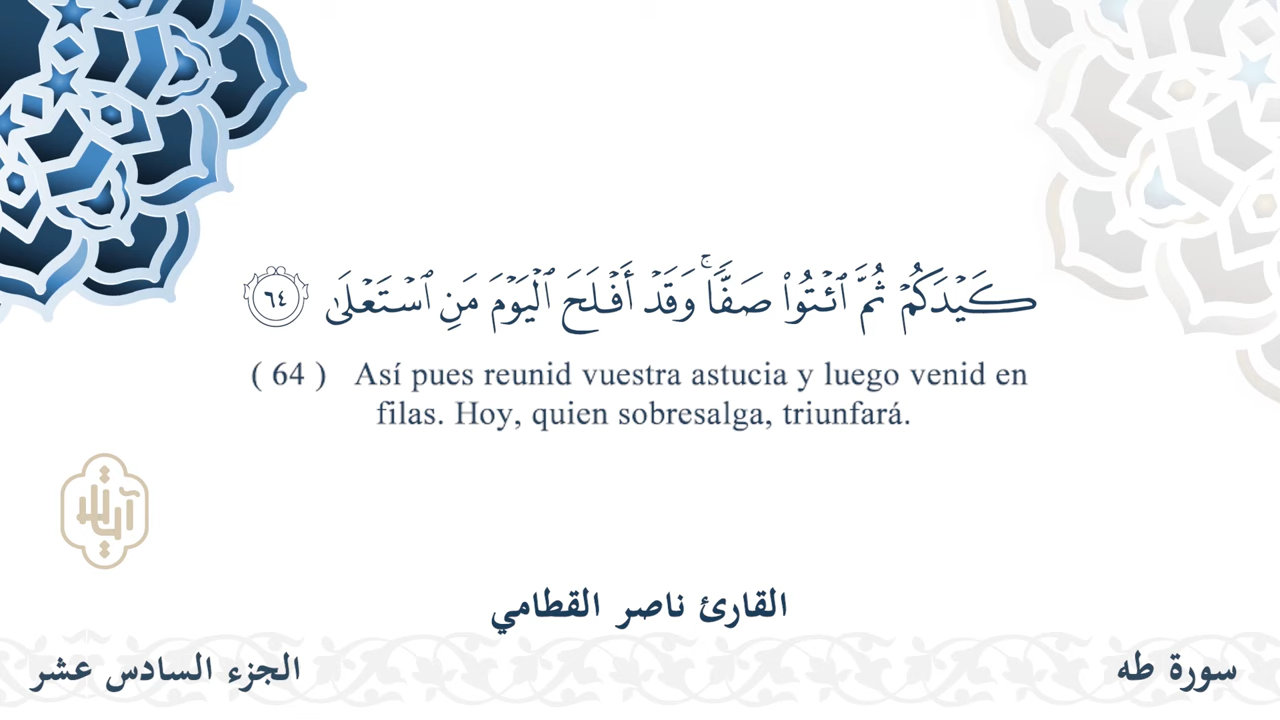 كَيْدَكُمْ ثُمَّ ٱئْتُوا۟ صَفًّا ۚ وَقَدْ أَفْلَحَ ٱلْيَوْمَ مَنِ ٱسْتَعْلَىٰ ٦٤
( 64 ) Así pues reunid vuestra astucia y luego venid en
filas. Hoy, quien sobresalga, triunfará.
آيات
القارئ ناصر القطامي
سورة طه
الجزء السادس عشر